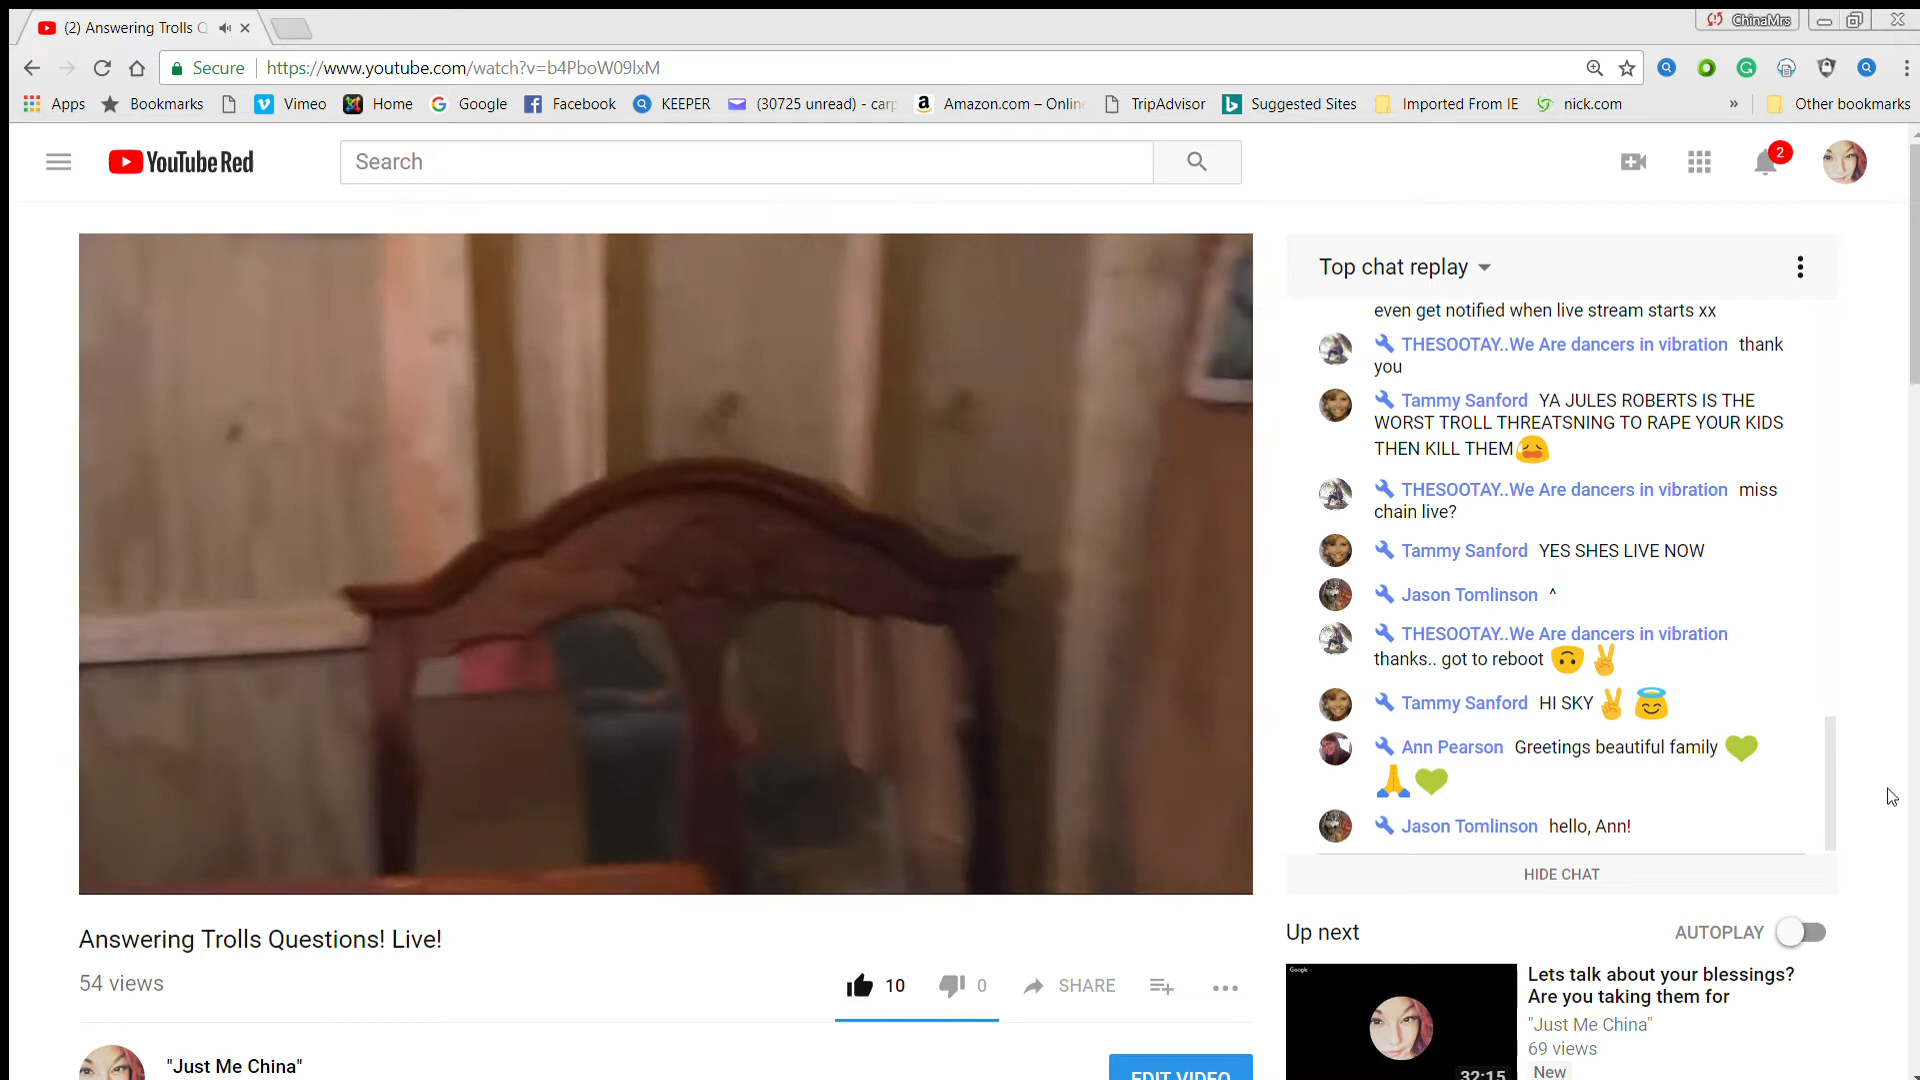 (2) Answering Trolls Q
ChinaMrs
Secure
https://www.youtube.com/watch?v=b4PboW09lxM
Apps
Bookmarks
Vimeo
Home
Google
Facebook
KEEPER
(30725 unread) - carp
Amazon.com – Online
TripAdvisor
Suggested Sites
Imported From IE
nick.com
»
Other bookmarks
YouTube Red
Search
2
Top chat replay
even get notified when live stream starts xx
THESOOTAY..We Are dancers in vibration thank
you
Tammy Sanford YA JULES ROBERTS IS THE
WORST TROLL THREATSNING TO RAPE YOUR KIDS
THEN KILL THEM😩
THESOOTAY..We Are dancers in vibration miss
chain live?
Tammy Sanford YES SHES LIVE NOW
Jason Tomlinson ^
THESOOTAY..We Are dancers in vibration
thanks.. got to reboot 🙃 ✌
Tammy Sanford HI SKY ✌ 😇
Ann Pearson Greetings beautiful family 💚
🙏 💚
Jason Tomlinson hello, Ann!
HIDE CHAT
Answering Trolls Questions! Live!
54 views
10
0
SHARE
"Just Me China"
EDIT VIDEO
Up next
AUTOPLAY
Google
32:15
Lets talk about your blessings?
Are you taking them for
"Just Me China"
69 views
New